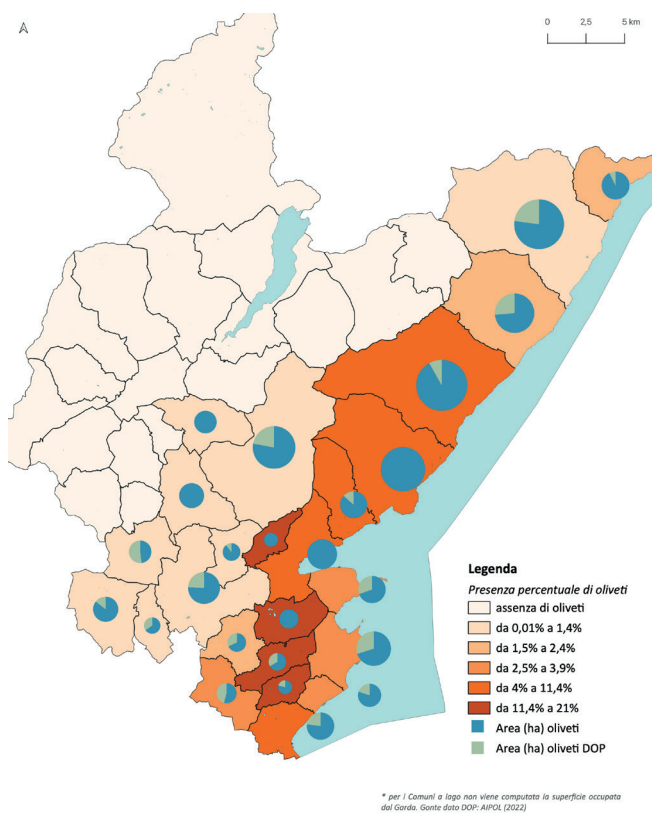 0 2,5 5 km
Legenda
Presenza percentuale di oliveti
assenza di oliveti
da 0,01% a 1,4%
da 1,5% a 2,4%
da 2,5% a 3,9%
da 4% a 11,4%
da 11,4% a 21%
Area (ha) oliveti
Area (ha) oliveti DOP
* per i Comuni a lago non viene computata la superficie occupata
dal Garda. Gonte dato DOP: AIPOL (2022)